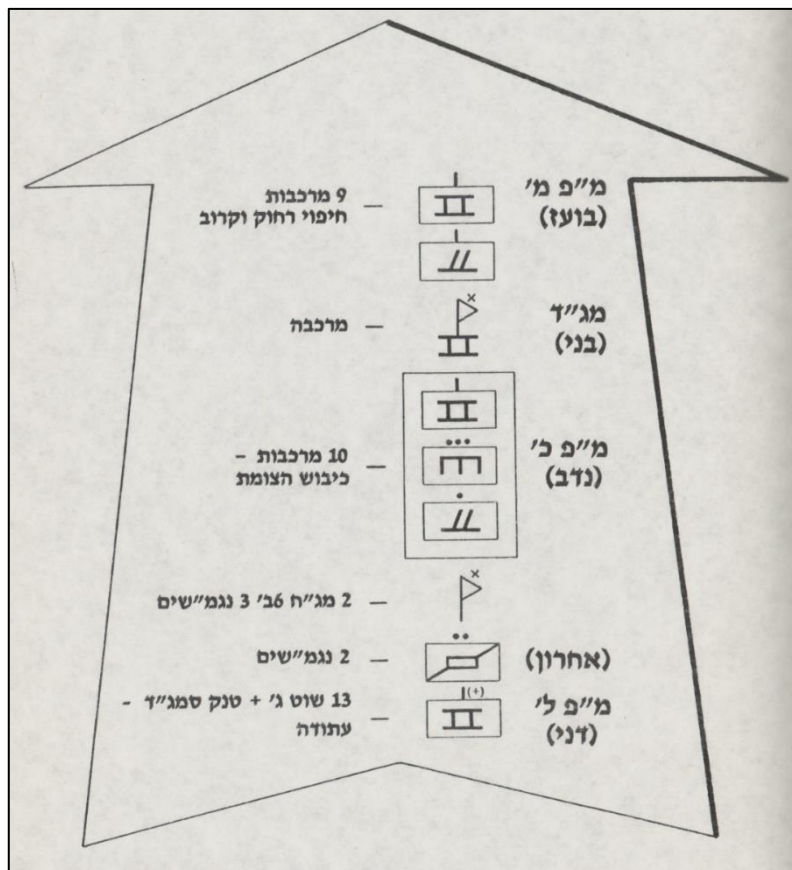 מ״פ מ׳
(בועז)
9 מרכבות
חיפוי רחוק וקרוב
מג״ד
(בני)
מרכבה
מ״פ כ׳
(נדב)
10 מרכבות –
כיבוש הצומת
2 מג״ח 6ב׳ 3 נגמ״שים
(אחרון)
2 נגמ״שים
מ״פ ל׳
(דני)
13 שוט ג׳ + טנק סמג״ד -
עתודה
(+)